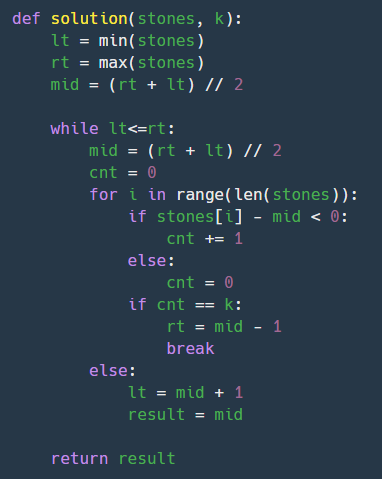 def solution(stones, k):
    lt = min(stones)
    rt = max(stones)
    mid = (rt + lt) // 2

    while lt<=rt:
        mid = (rt + lt) // 2
        cnt = 0
        for i in range(len(stones)):
            if stones[i] - mid < 0:
                cnt += 1
            else:
                cnt = 0
            if cnt == k:
                rt = mid - 1
                break
        else:
            lt = mid + 1
            result = mid

    return result